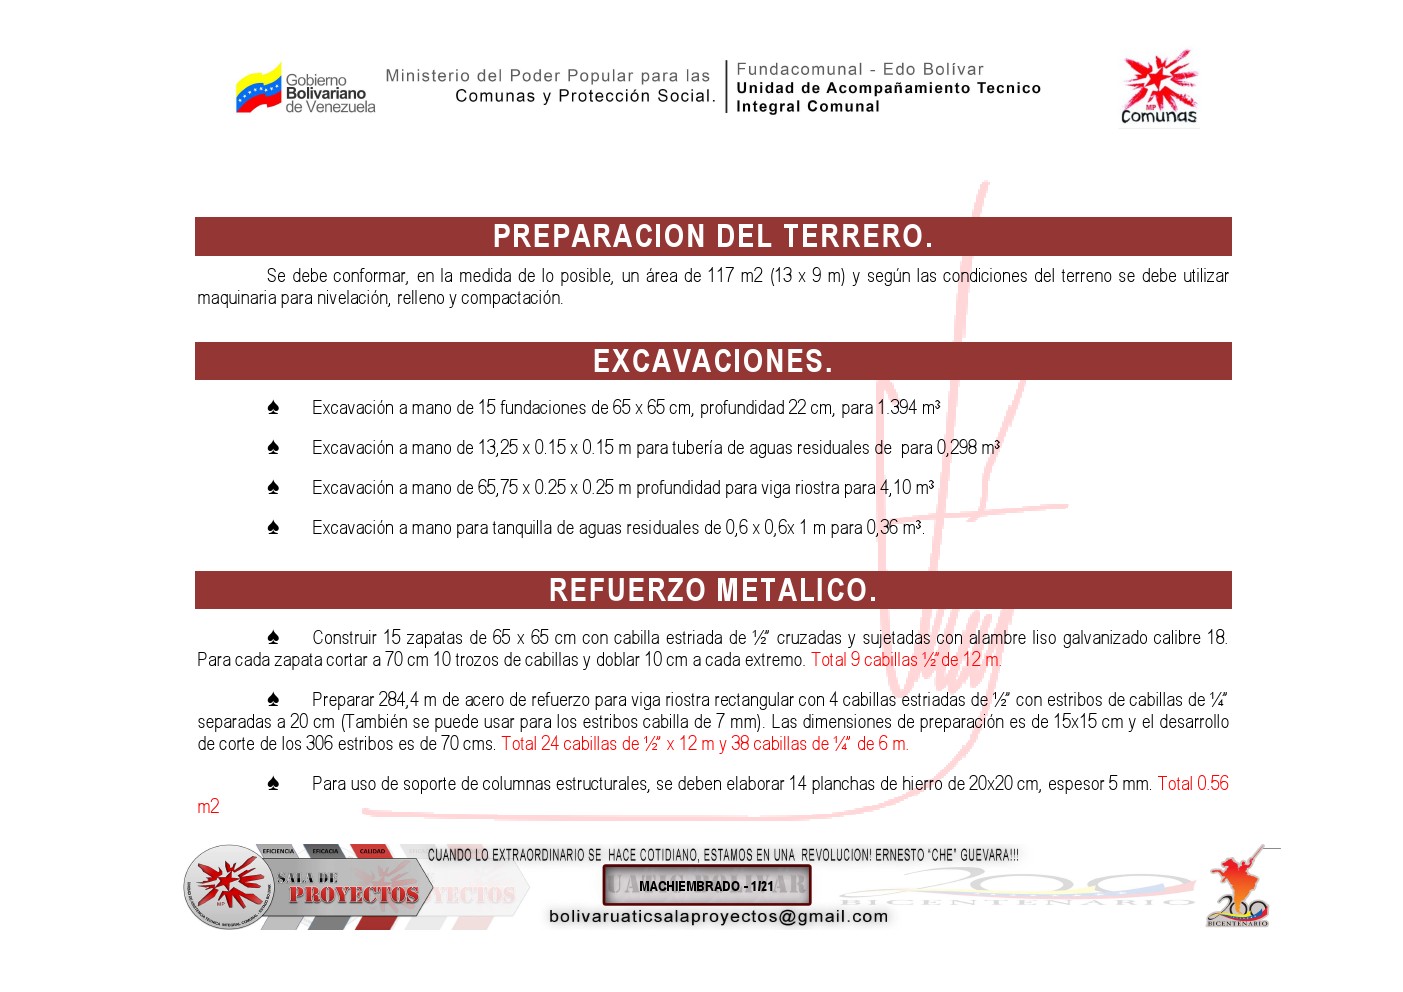 Gobierno
Bolivariano
de Venezuela
Ministerio del Poder Popular para las
Comunas y Protección Social.
Fundacomunal - Edo Bolívar
Unidad de Acompañamiento Tecnico
Integral Comunal
MP
Comunas
PREPARACION DEL TERRERO.
Se debe conformar, en la medida de lo posible, un área de 117 m2 (13 x 9 m) y según las condiciones del terreno se debe utilizar
maquinaria para nivelación, relleno y compactación.
EXCAVACIONES.
♠ Excavación a mano de 15 fundaciones de 65 x 65 cm, profundidad 22 cm, para 1.394 m³
♠ Excavación a mano de 13,25 x 0.15 x 0.15 m para tubería de aguas residuales de  para 0,298 m³
♠ Excavación a mano de 65,75 x 0.25 x 0.25 m profundidad para viga riostra para 4,10 m³
♠ Excavación a mano para tanquilla de aguas residuales de 0,6 x 0,6x 1 m para 0,36 m³.
REFUERZO METALICO.
♠ Construir 15 zapatas de 65 x 65 cm con cabilla estriada de ½” cruzadas y sujetadas con alambre liso galvanizado calibre 18.
Para cada zapata cortar a 70 cm 10 trozos de cabillas y doblar 10 cm a cada extremo. Total 9 cabillas ½”de 12 m.
♠ Preparar 284,4 m de acero de refuerzo para viga riostra rectangular con 4 cabillas estriadas de ½” con estribos de cabillas de ¼”
separadas a 20 cm (También se puede usar para los estribos cabilla de 7 mm). Las dimensiones de preparación es de 15x15 cm y el desarrollo
de corte de los 306 estribos es de 70 cms. Total 24 cabillas de ½” x 12 m y 38 cabillas de ¼” de 6 m.
♠ Para uso de soporte de columnas estructurales, se deben elaborar 14 planchas de hierro de 20x20 cm, espesor 5 mm. Total 0.56
m2
EFICIENCIA EFICACIA CALIDAD
CUANDO LO EXTRAORDINARIO SE HACE COTIDIANO, ESTAMOS EN UNA REVOLUCION! ERNESTO “CHE” GUEVARA!!!
SALA DE
PROYECTOS
MACHIEMBRADO - 1/21
bolivaruaticsalaproyectos@gmail.com
200
BICENTENARIO
200
BICENTENARIO